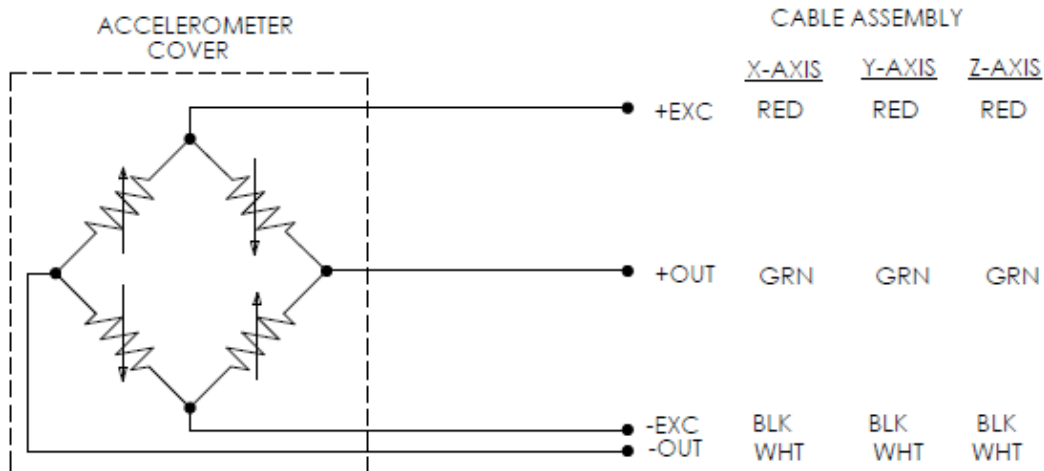 ACCELEROMETER
COVER
CABLE ASSEMBLY
X-AXIS Y-AXIS Z-AXIS
+EXC RED RED RED
+OUT GRN GRN GRN
-EXC BLK BLK BLK
-OUT WHT WHT WHT